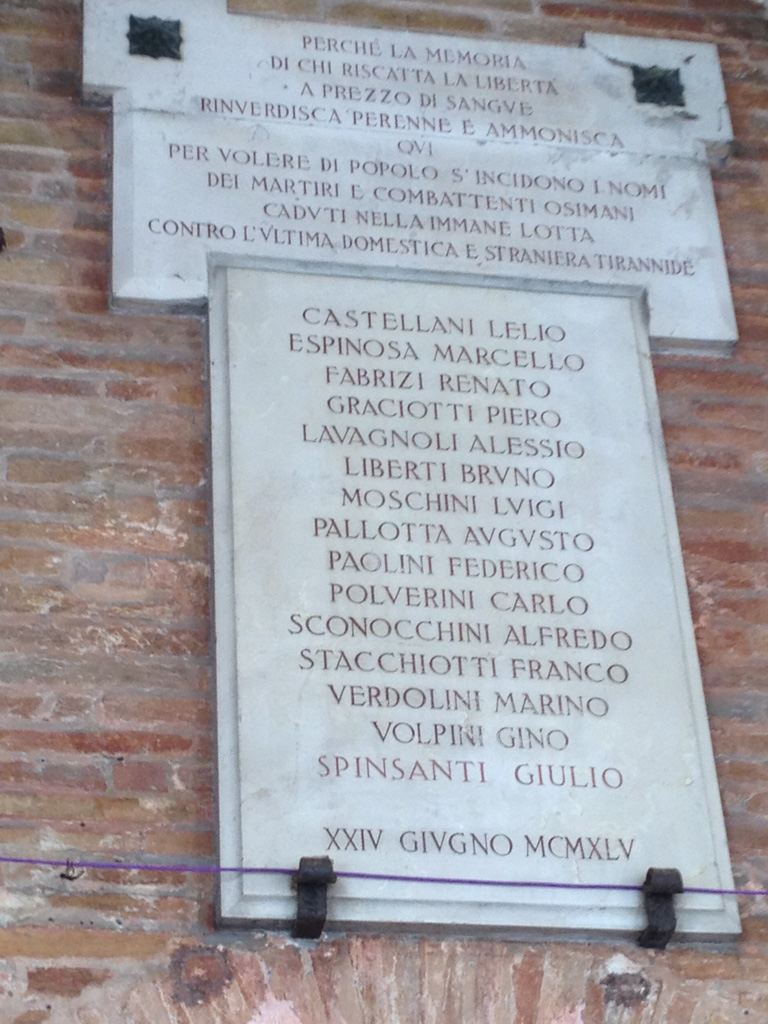 PERCHÉ LA MEMORIA
DI CHI RISCATTA LA LIBERTÀ
A PREZZO DI SANGVE
RINVERDISCA PERENNE E AMMONISCA
QVI
PER VOLERE DI POPOLO S'INCIDONO I NOMI
DEI MARTIRI E COMBATTENTI OSIMANI
CADVTI NELLA IMMANE LOTTA
CONTRO L'VLTIMA DOMESTICA E STRANIERA TIRANNIDE
CASTELLANI LELIO
ESPINOSA MARCELLO
FABRIZI RENATO
GRACIOTTI PIERO
LAVAGNOLI ALESSIO
LIBERTI BRVNO
MOSCHINI LVIGI
PALLOTTA AVGVSTO
PAOLINI FEDERICO
POLVERINI CARLO
SCONOCCHINI ALFREDO
STACCHIOTTI FRANCO
VERDOLINI MARINO
VOLPINI GINO
SPINSANTI GIULIO
XXIV GIVGNO MCMXLV